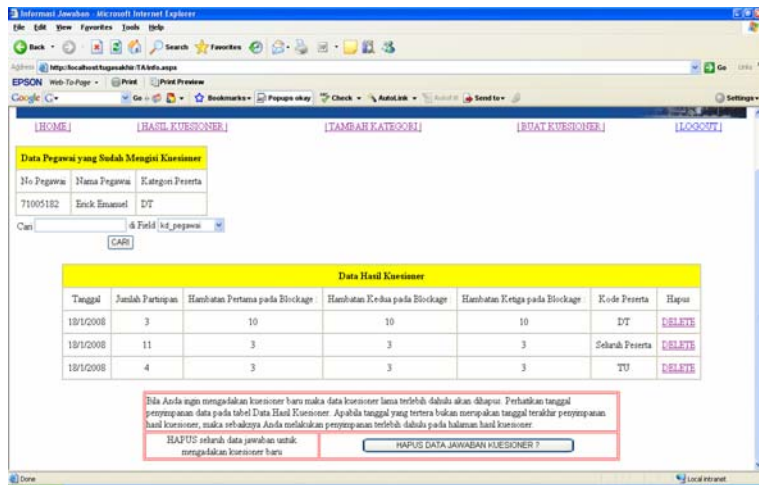 Informasi Jawaban - Microsoft Internet Explorer
File Edit View Favorites Tools Help
Back Search Favorites
Address http://localhost/tugasakhir/TA/info.aspx Go Links
EPSON Web-To-Page Print Print Preview
Google G Go Bookmarks Popups okay Check AutoLink AutoFill Send to Settings
[HOME] [HASIL KUESIONER] [TAMBAH KATEGORI] [BUAT KUESIONER] [LOGOUT]
Data Pegawai yang Sudah Mengisi Kuesioner
No Pegawai Nama Pegawai Kategori Peserta
71005182 Erick Emanuel DT
Cari di Field kd_pegawai
CARI
Data Hasil Kuesioner
Tanggal Jumlah Partisipan Hambatan Pertama pada Blockage : Hambatan Kedua pada Blockage : Hambatan Ketiga pada Blockage : Kode Peserta Hapus
18/1/2008 3 10 10 10 DT DELETE
18/1/2008 11 3 3 3 Seluruh Peserta DELETE
18/1/2008 4 3 3 3 TU DELETE
Bila Anda ingin mengadakan kuesioner baru maka data kuesioner lama terlebih dahulu akan dihapus. Perhatikan tanggal
penyimpanan data pada tabel Data Hasil Kuesioner. Apabila tanggal yang tertera bukan merupakan tanggal terakhir penyimpanan
hasil kuesioner, maka sebaiknya Anda melakukan penyimpanan terlebih dahulu pada halaman hasil kuesioner.
HAPUS seluruh data jawaban untuk
mengadakan kuesioner baru
HAPUS DATA JAWABAN KUESIONER ?
Done Local intranet